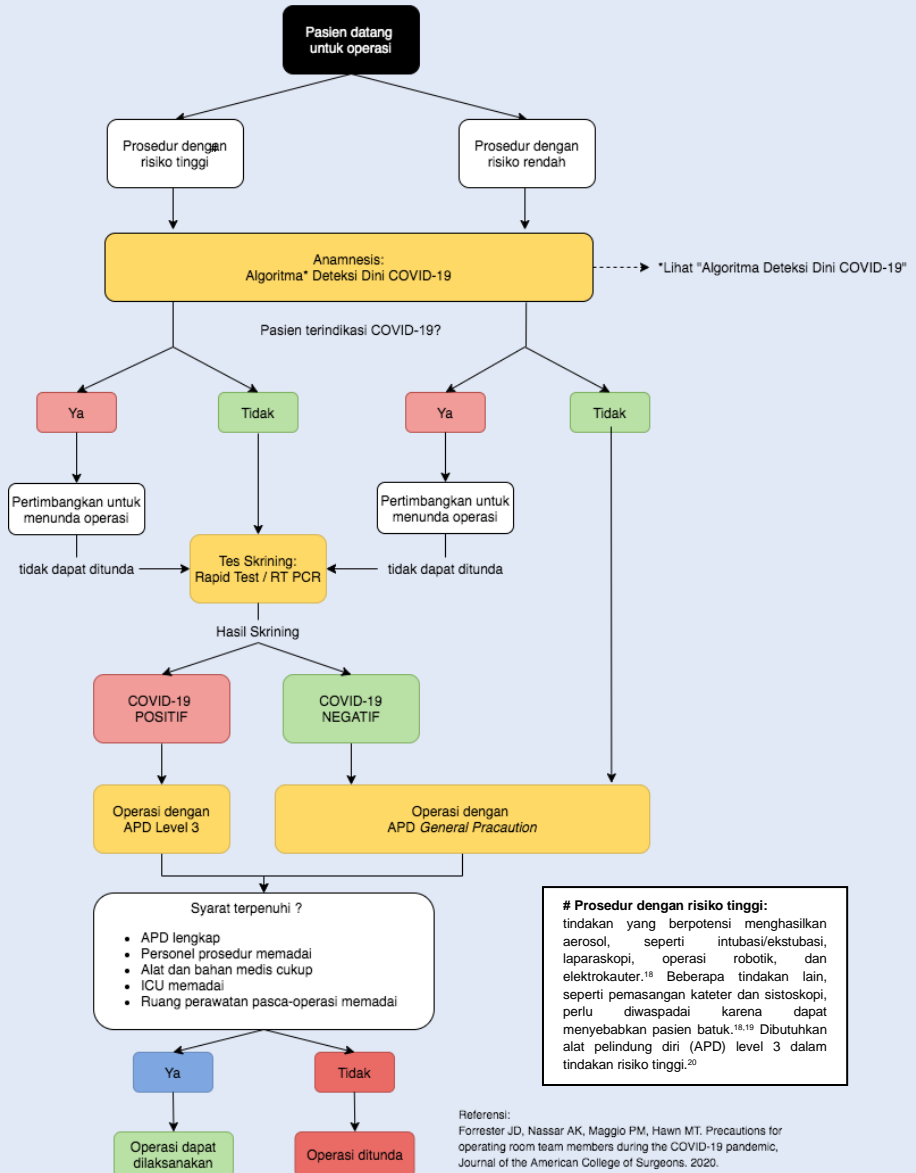 Pasien datang
untuk operasi
Prosedur dengan
risiko tinggi#
Prosedur dengan
risiko rendah
Anamnesis:
Algoritma* Deteksi Dini COVID-19
*Lihat "Algoritma Deteksi Dini COVID-19"
Pasien terindikasi COVID-19?
Ya
Tidak
Ya
Tidak
Pertimbangkan untuk
menunda operasi
Pertimbangkan untuk
menunda operasi
tidak dapat ditunda
Tes Skrining:
Rapid Test / RT PCR
tidak dapat ditunda
Hasil Skrining
COVID-19
POSITIF
COVID-19
NEGATIF
Operasi dengan
APD Level 3
Operasi dengan
APD General Pracaution
Syarat terpenuhi ?
• APD lengkap
• Personel prosedur memadai
• Alat dan bahan medis cukup
• ICU memadai
• Ruang perawatan pasca-operasi memadai
# Prosedur dengan risiko tinggi:
tindakan yang berpotensi menghasilkan
aerosol, seperti intubasi/ekstubasi,
laparaskopi, operasi robotik, dan
elektrokauter.18 Beberapa tindakan lain,
seperti pemasangan kateter dan sistoskopi,
perlu diwaspadai karena dapat
menyebabkan pasien batuk.18,19 Dibutuhkan
alat pelindung diri (APD) level 3 dalam
tindakan risiko tinggi.20
Ya
Tidak
Operasi dapat
dilaksanakan
Operasi ditunda
Referensi:
Forrester JD, Nassar AK, Maggio PM, Hawn MT. Precautions for
operating room team members during the COVID-19 pandemic,
Journal of the American College of Surgeons. 2020.